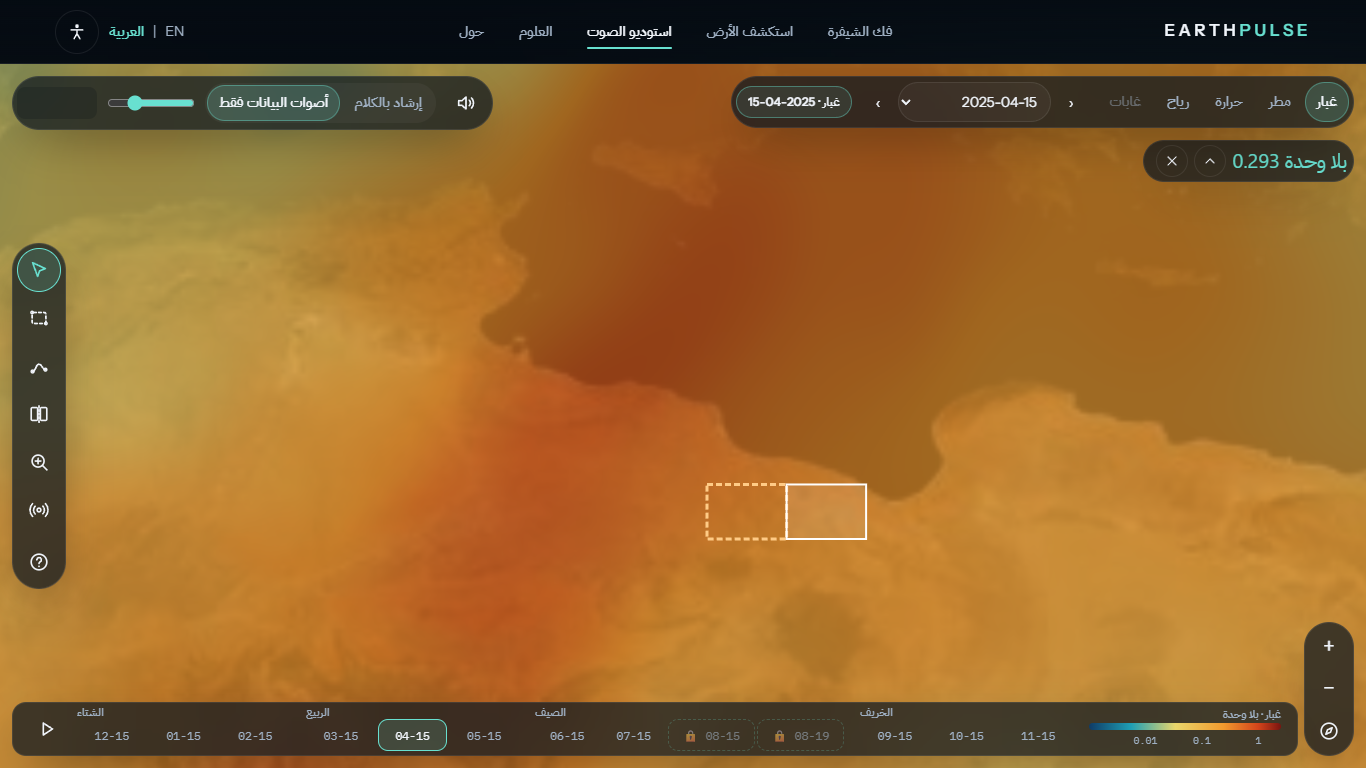 EARTHPULSE
فك الشيفرة
استكشف الأرض
استوديو الصوت
العلوم
حول
EN | العربية
غبار
مطر
حرارة
رياح
غابات
2025-04-15
غبار · 2025-04-15
إرشاد بالكلام
أصوات البيانات فقط
بلا وحدة 0.293
الشتاء
الربيع
الصيف
الخريف
12-15
01-15
02-15
03-15
04-15
05-15
06-15
07-15
08-15
08-19
09-15
10-15
11-15
غبار · بلا وحدة
0.01
0.1
1